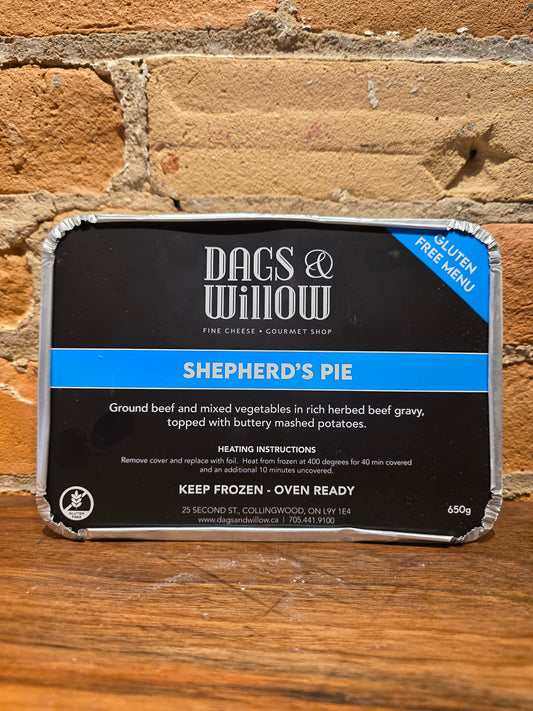 DAGS &
WillOW
FINE CHEESE • GOURMET SHOP
GLUTEN
FREE MENU
SHEPHERD'S PIE
Ground beef and mixed vegetables in rich herbed beef gravy,
topped with buttery mashed potatoes.
HEATING INSTRUCTIONS
Remove cover and replace with foil. Heat from frozen at 400 degrees for 40 min covered
and an additional 10 minutes uncovered.
KEEP FROZEN - OVEN READY
GLUTEN
FREE
25 SECOND ST., COLLINGWOOD, ON L9Y 1E4
www.dagsandwillow.ca | 705.441.9100
650g